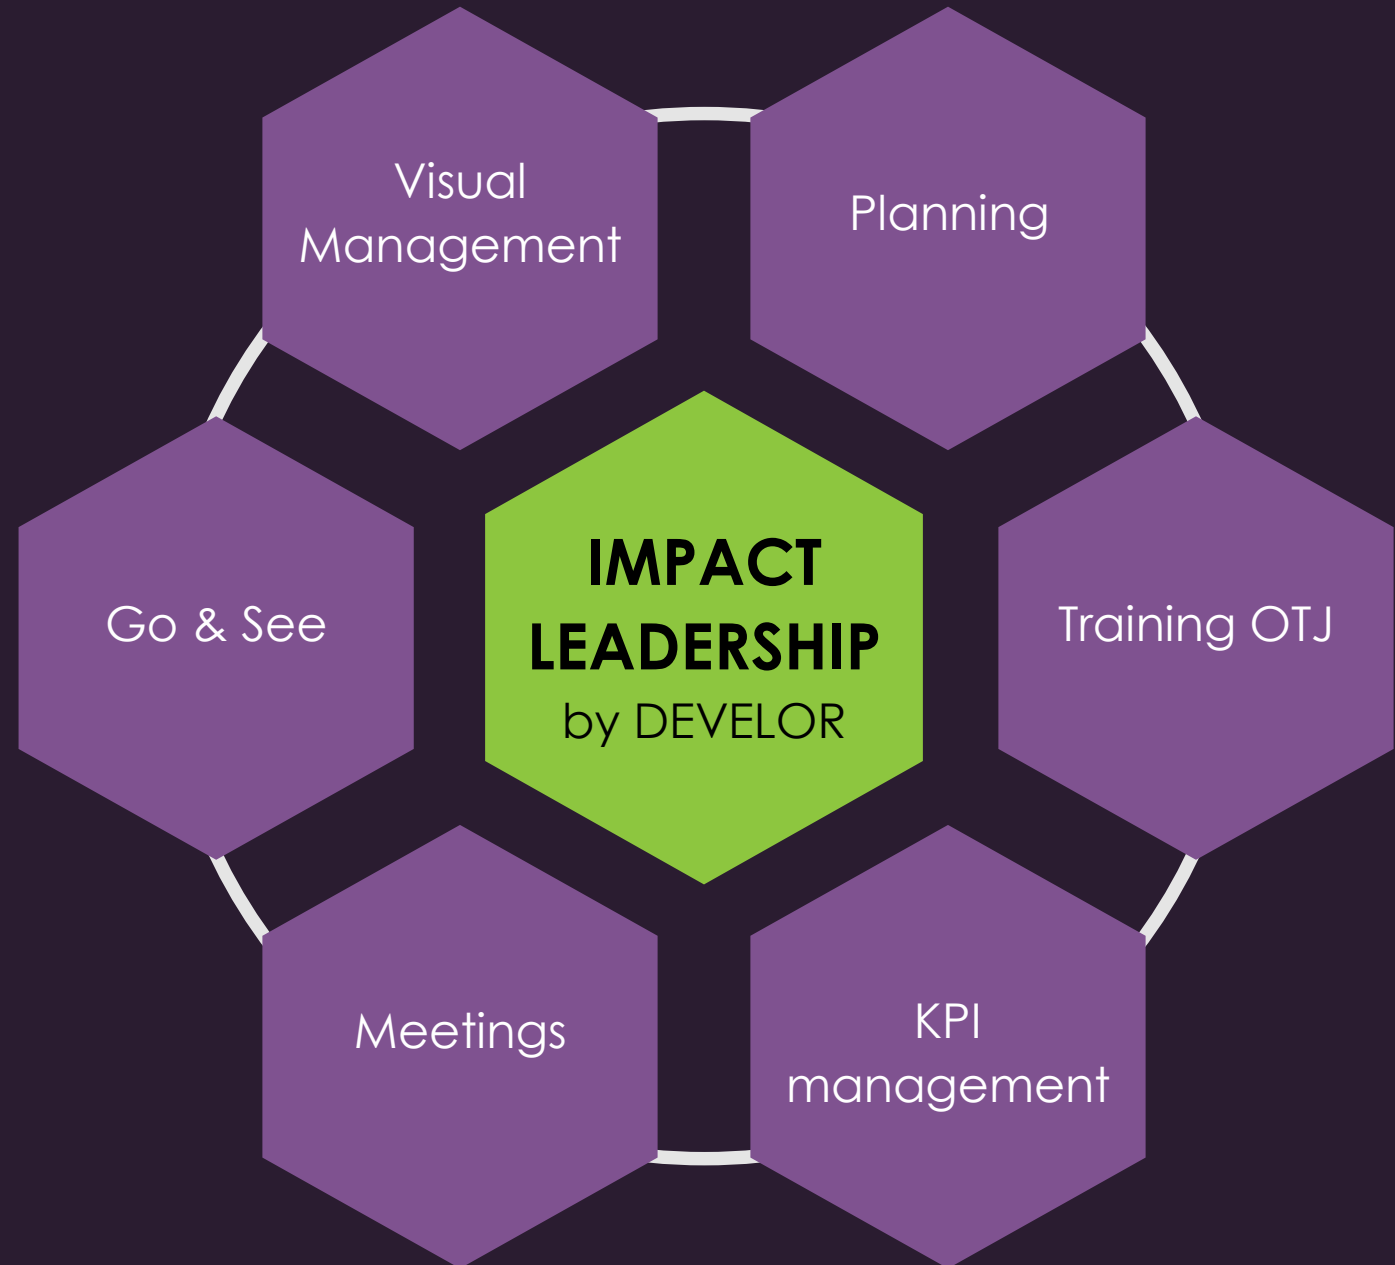 Visual
Management
Planning
Go & See
IMPACT
LEADERSHIP
by DEVELOR
Training OTJ
Meetings
KPI
management